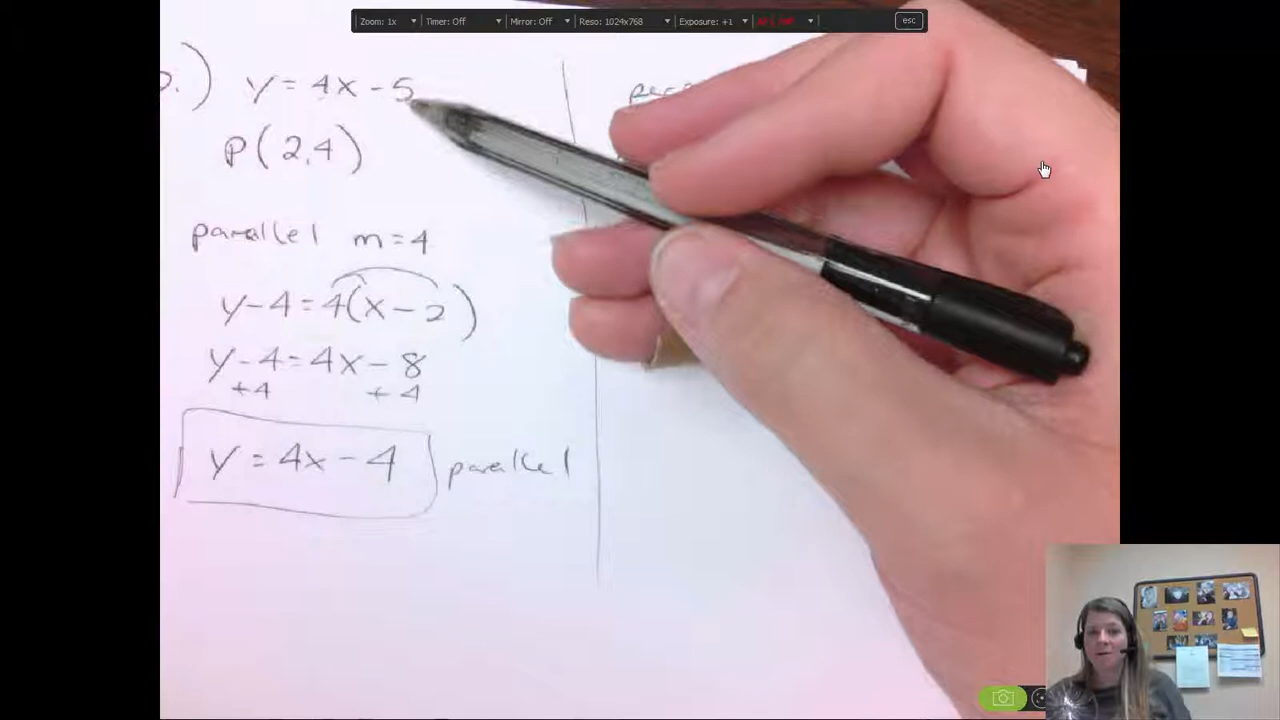 Zoom: 1x Timer: Off Mirror: Off Reso: 1024x768 Exposure: +1 esc
y = 4x - 5
P(2,4)
parallel m = 4
y - 4 = 4(x - 2)
y - 4 = 4x - 8
+4 +4
y = 4x - 4 parallel